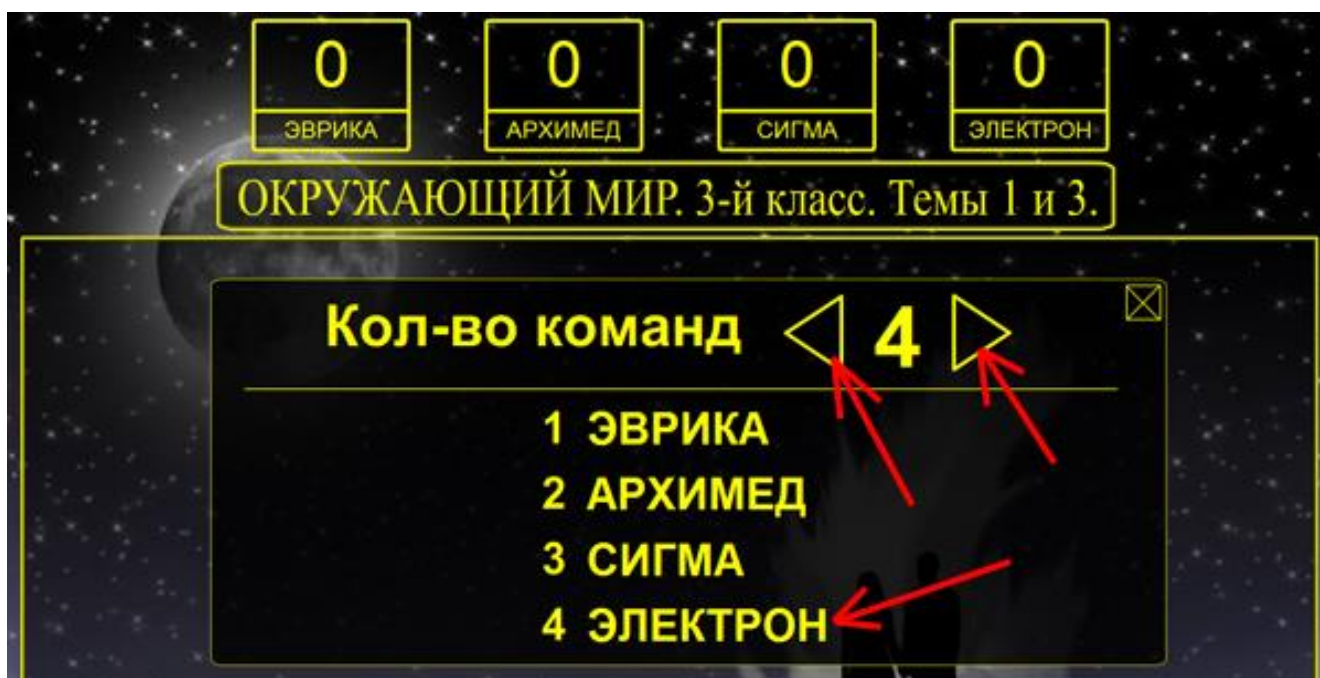 0 0 0 0
ЭВРИКА АРХИМЕД СИГМА ЭЛЕКТРОН
ОКРУЖАЮЩИЙ МИР. 3-й класс. Темы 1 и 3.
Кол-во команд 4
1 ЭВРИКА
2 АРХИМЕД
3 СИГМА
4 ЭЛЕКТРОН